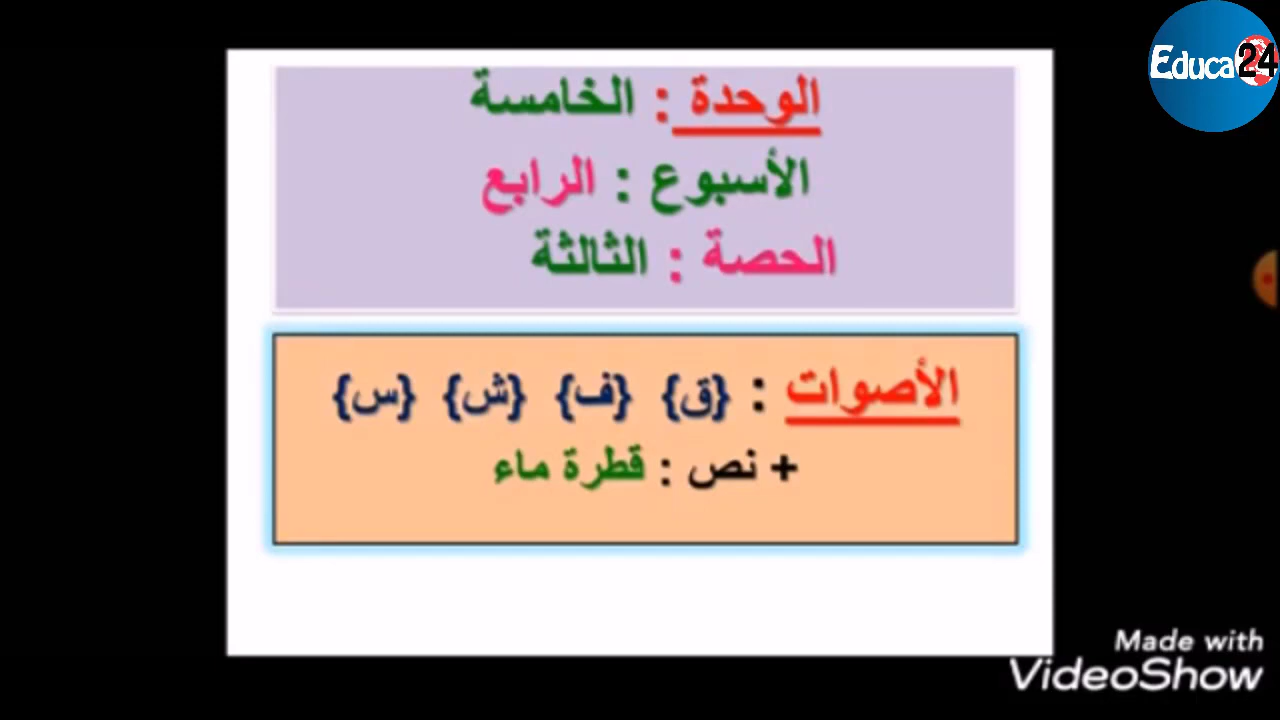 Educa24
الوحدة : الخامسة
الأسبوع : الرابع
الحصة : الثالثة
الأصوات : {ق} {ف} {ش} {س}
+ نص : قطرة ماء
Made with
VideoShow